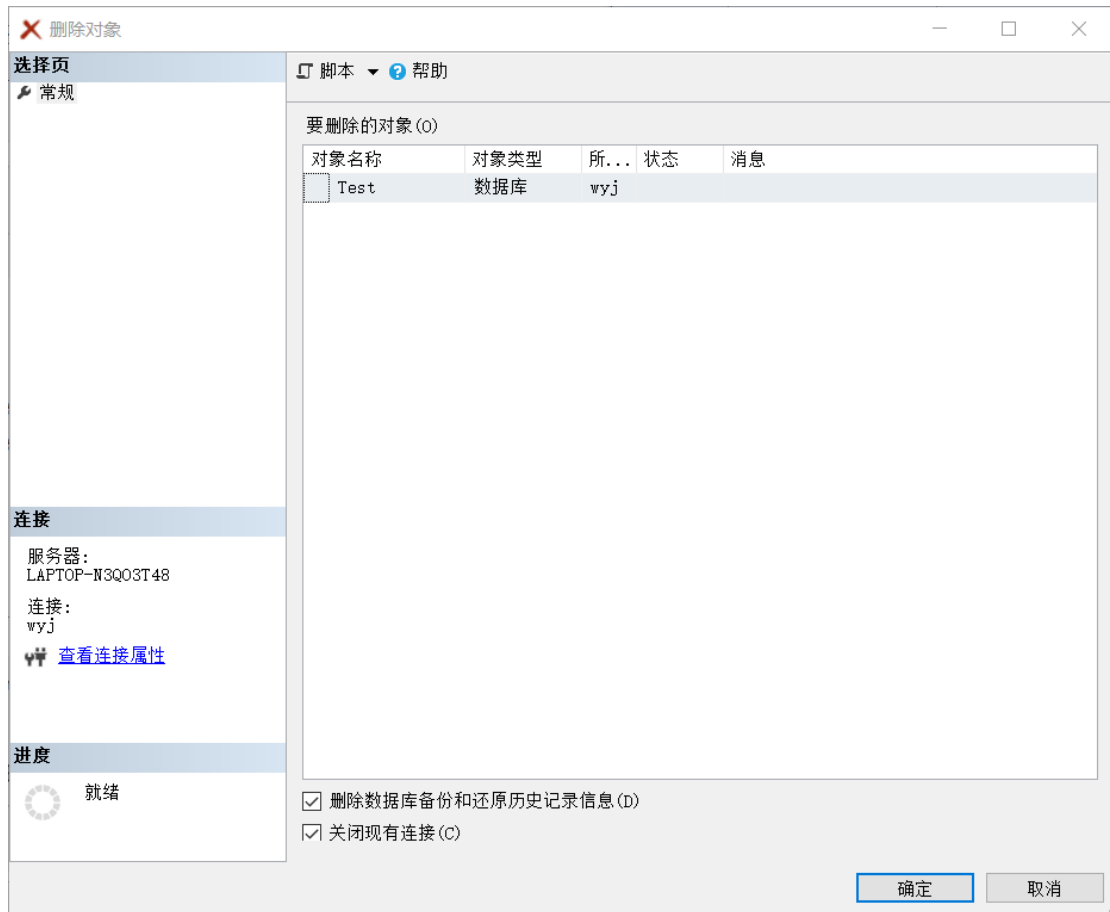 删除对象
选择页
常规
脚本 帮助
要删除的对象(O)
对象名称 对象类型 所... 状态 消息
Test 数据库 wyj
连接
服务器:
LAPTOP-N3QO3T48
连接:
wyj
查看连接属性
进度
就绪
删除数据库备份和还原历史记录信息(D)
关闭现有连接(C)
确定 取消